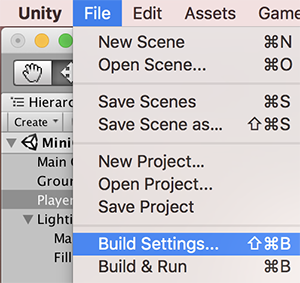 Unity File Edit Assets Game
New Scene ⌘N
Open Scene... ⌘O
Save Scenes ⌘S
Save Scene as... ⇧⌘S
New Project...
Open Project...
Save Project
Build Settings... ⇧⌘B
Build & Run ⌘B
Hierarc
Create
Mini
Main C
Groun
Player
Lighti
Ma
Fill